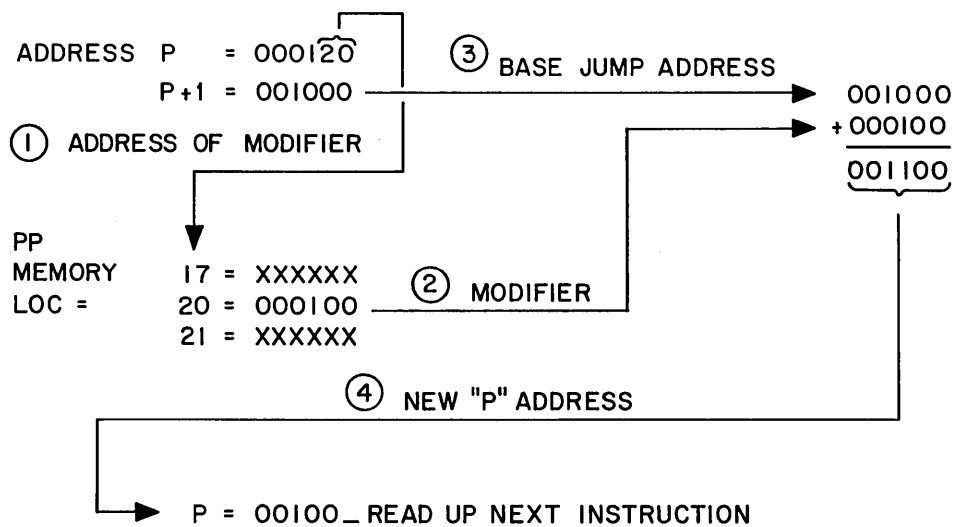 ADDRESS P = 000120
P+1 = 001000
③ BASE JUMP ADDRESS
001000
+ 000100
001100
① ADDRESS OF MODIFIER
PP
MEMORY
LOC =
17 = XXXXXX
20 = 000100
21 = XXXXXX
② MODIFIER
④ NEW "P" ADDRESS
P = 00100_ READ UP NEXT INSTRUCTION